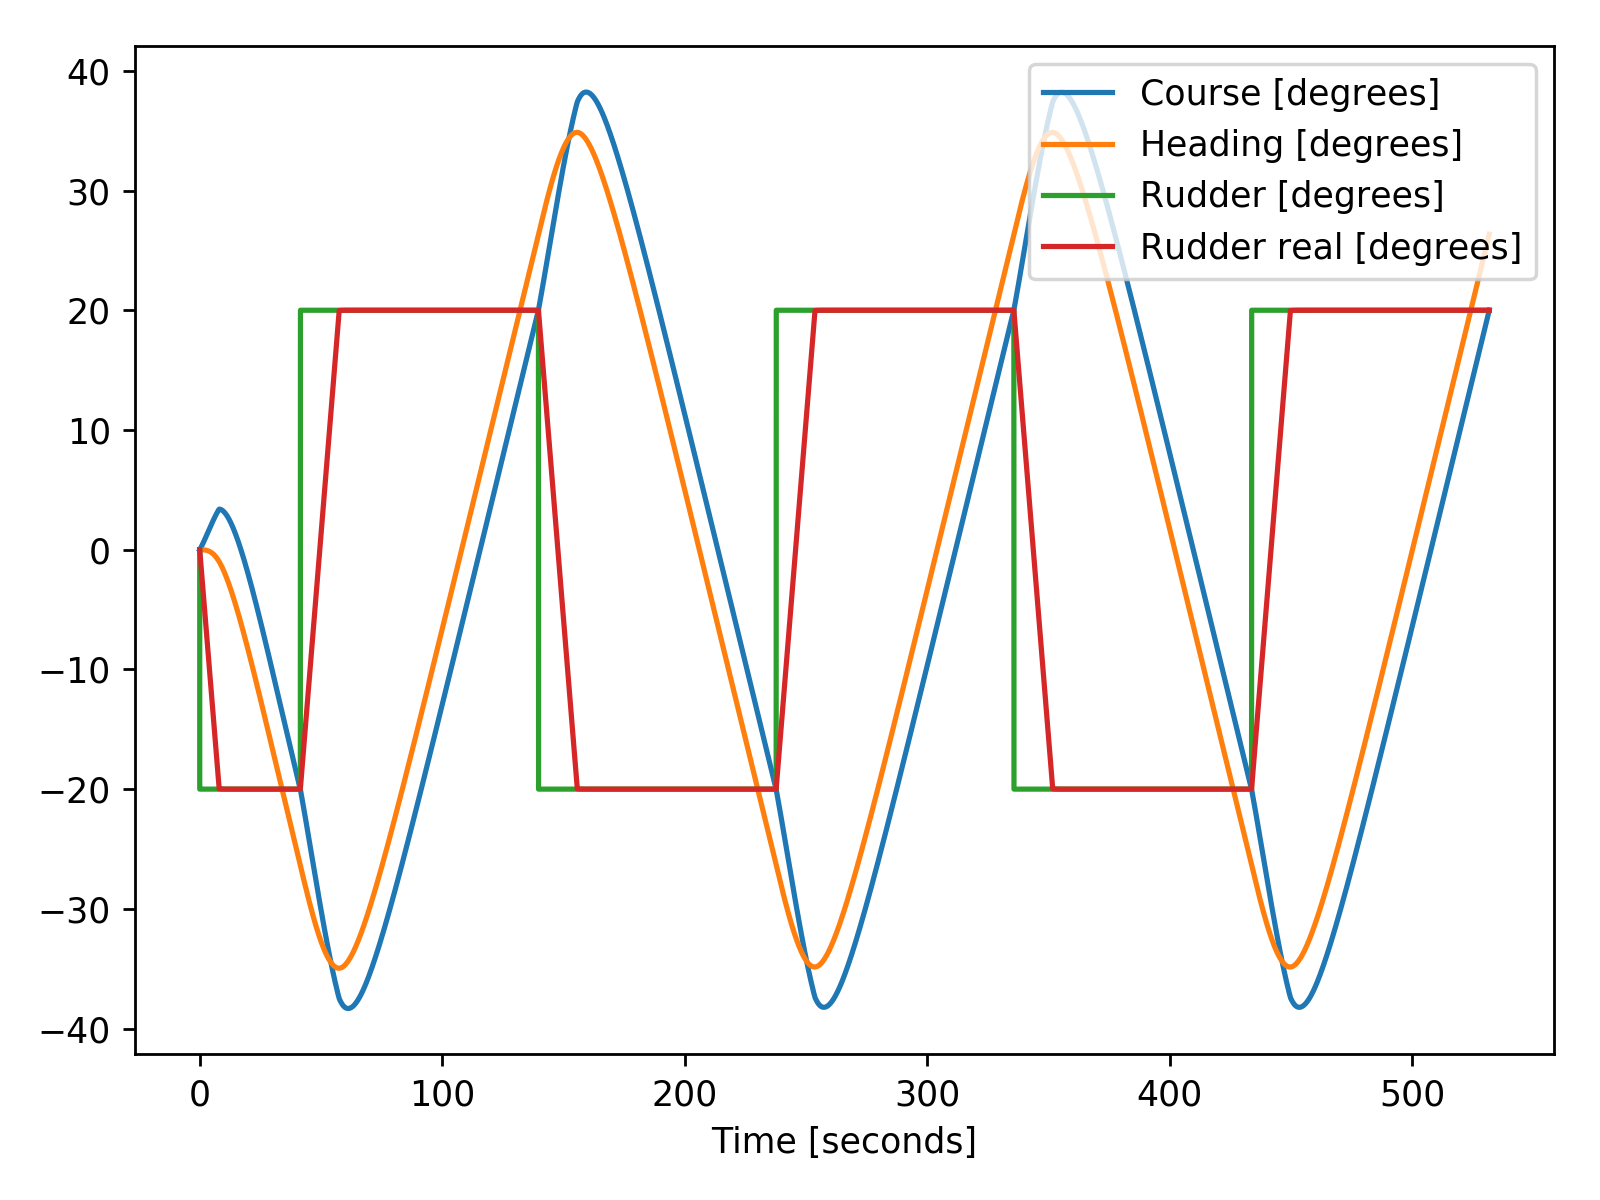 40
30
20
10
0
−10
−20
−30
−40
Course [degrees]
Heading [degrees]
Rudder [degrees]
Rudder real [degrees]
0 100 200 300 400 500
Time [seconds]